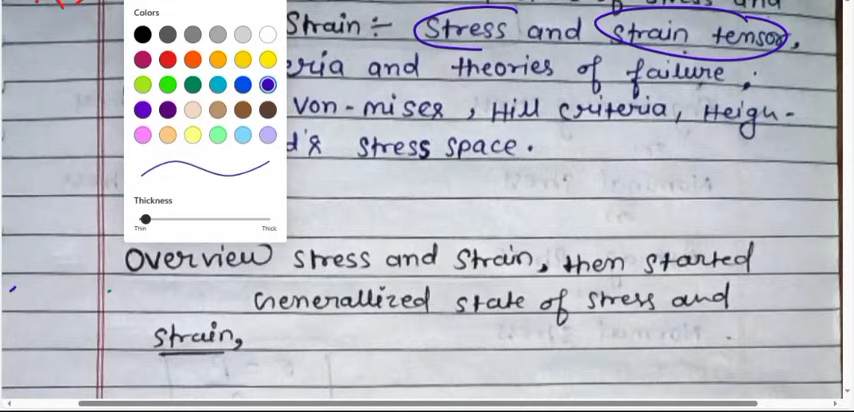 Colors
Strain :- Stress and Strain tensor,
eria and theories of failure ;
Von-mises, Hill criteria, Heigh-
d's stress space.
Thickness
Thin Thick
Overview stress and Strain, then started
Generallized state of stress and
strain,